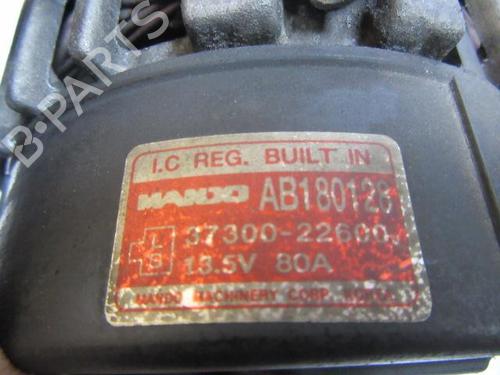 B-PARTS
I.C REG. BUILT IN
MANDO AB180128
L 37300-22600
S 13.5V 80A
MANDO MACHINERY CORP. KOREA